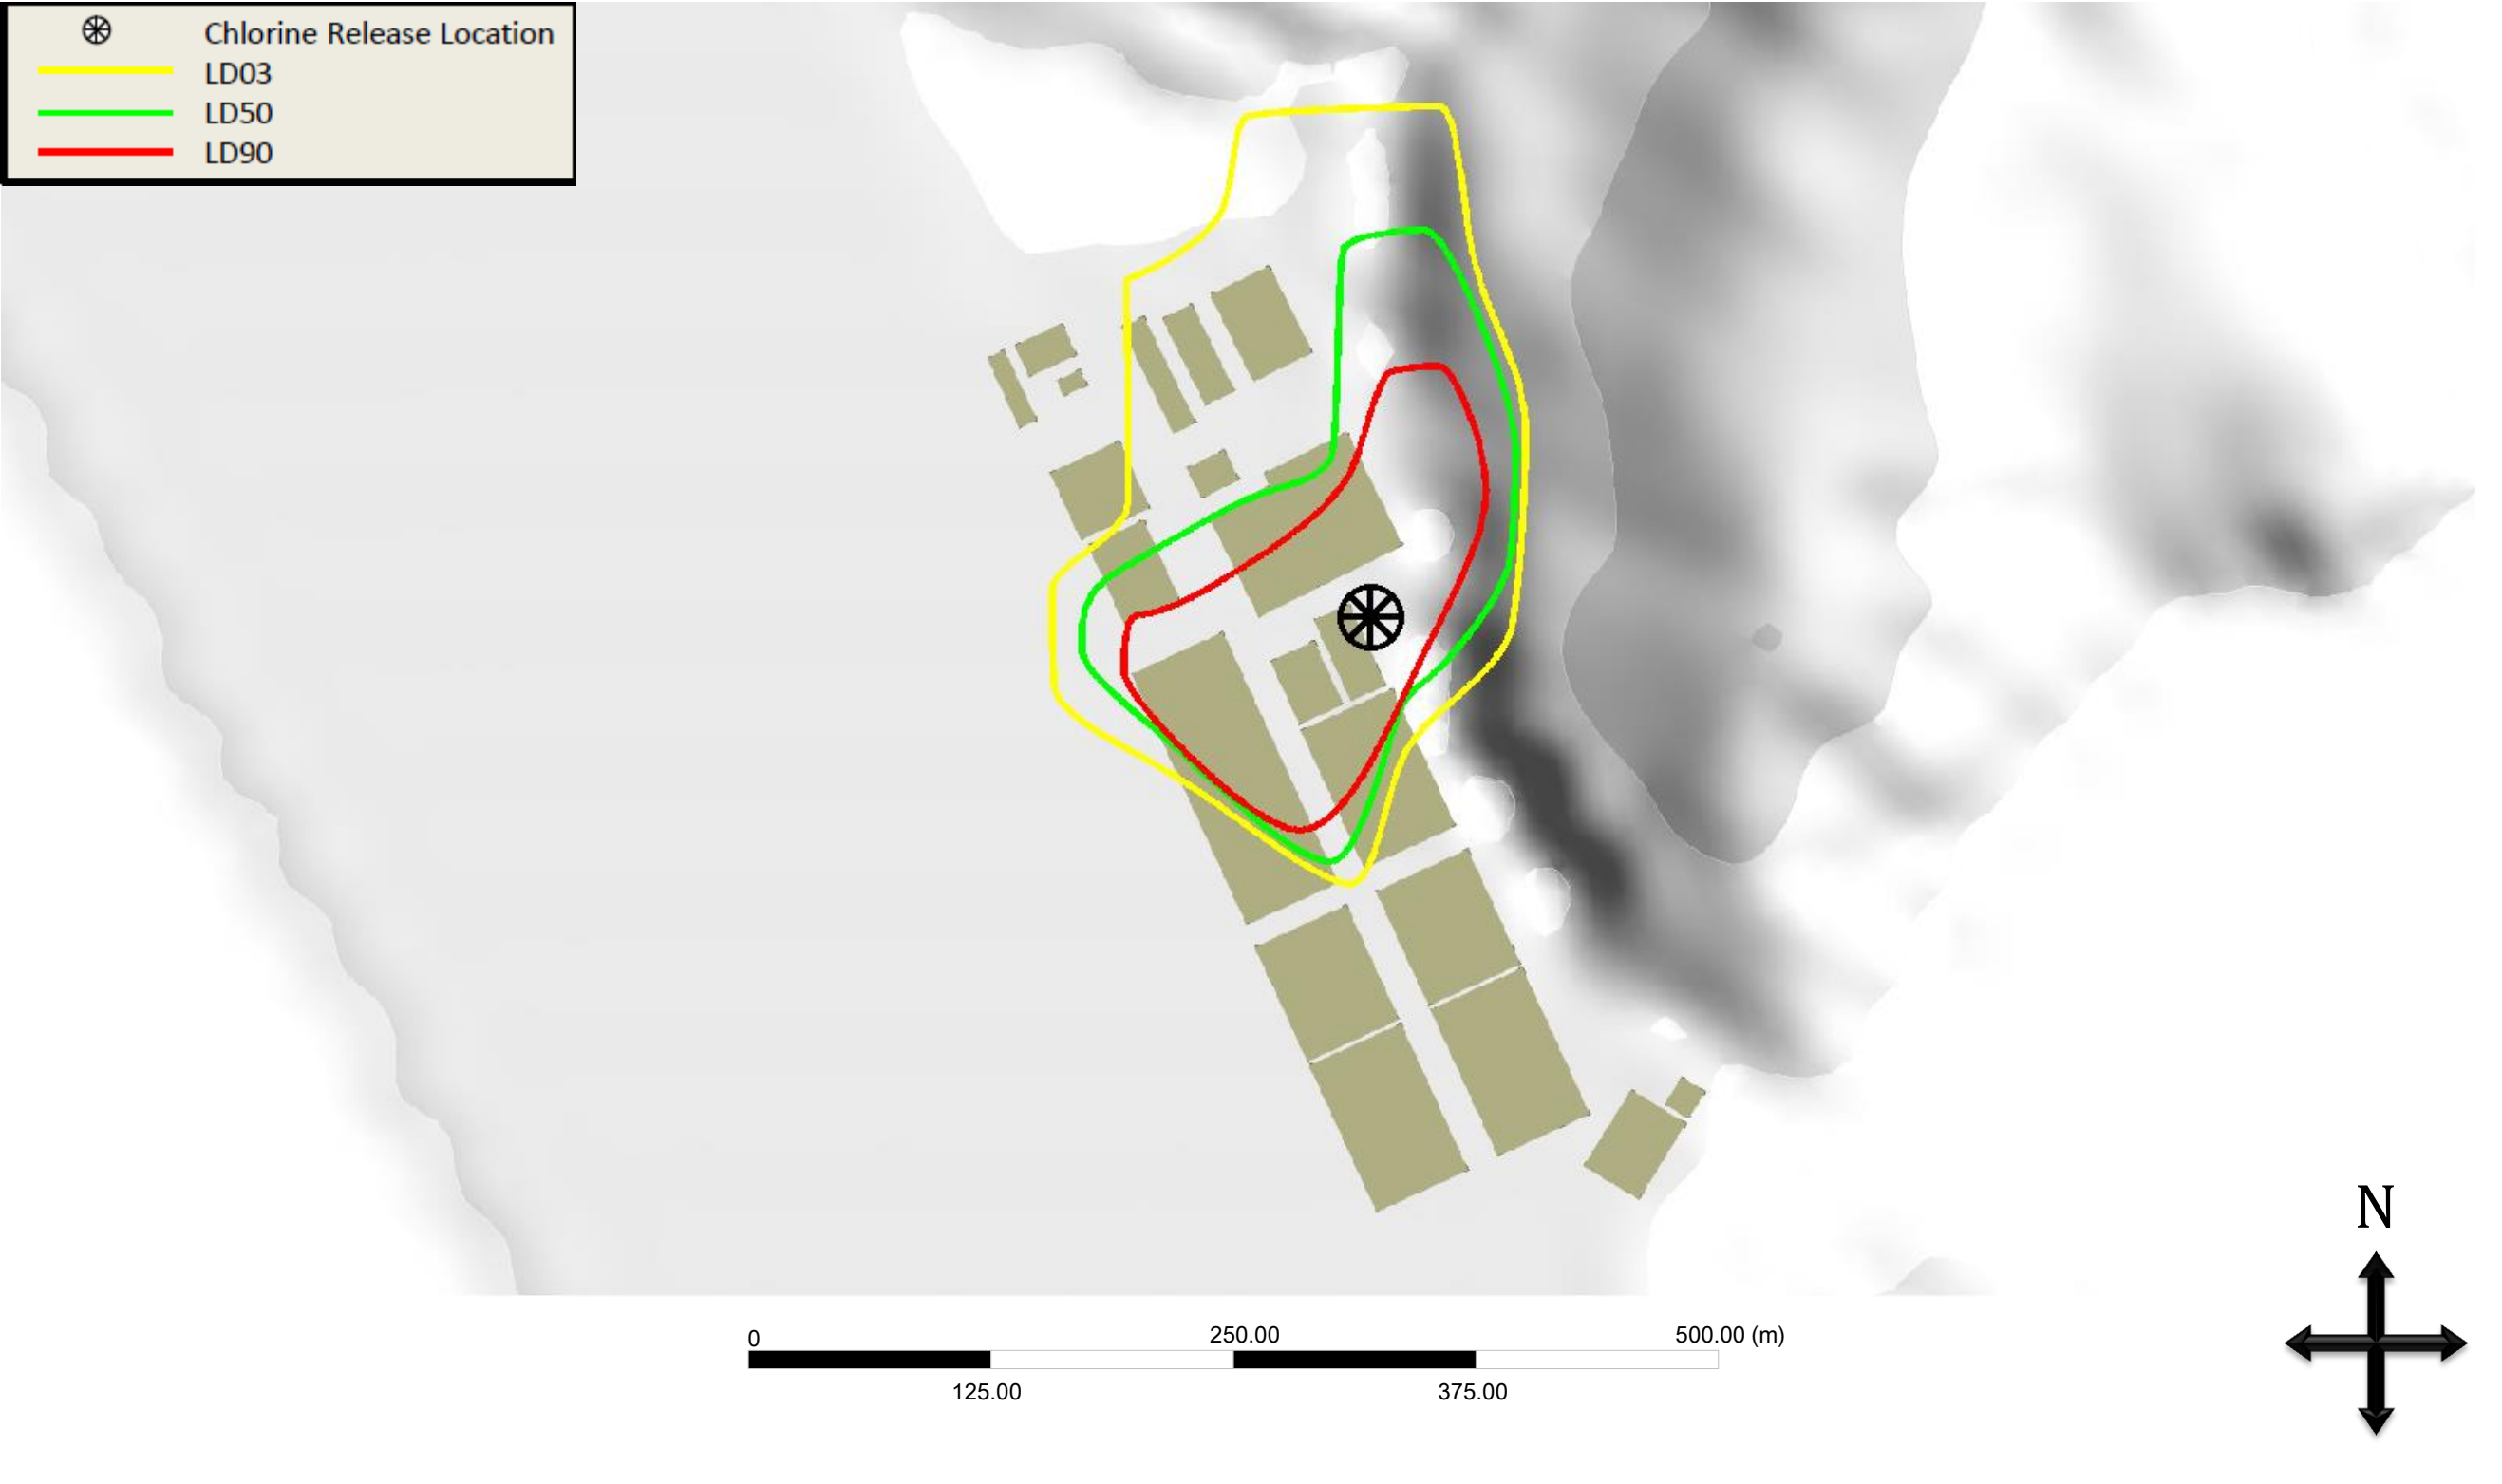 Chlorine Release Location
LD03
LD50
LD90
N
0 250.00 500.00 (m)
125.00 375.00